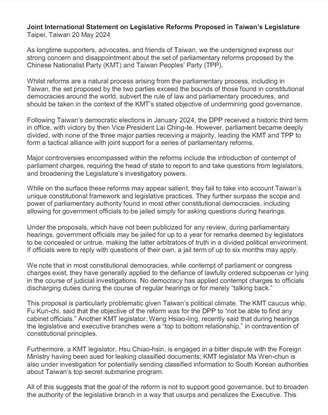 Joint International Statement on Legislative Reforms Proposed in Taiwan's Legislature
Taipei, Taiwan 20 May 2024
As longtime supporters, advocates, and friends of Taiwan, we the undersigned express our
strong concern and disappointment about the set of parliamentary reforms proposed by the
Chinese Nationalist Party (KMT) and Taiwan Peoples' Party (TPP).
Whilst reforms are a natural process arising from the parliamentary process, including in
Taiwan, the set proposed by the two parties exceed the bounds of those found in constitutional
democracies around the world, subvert the rule of law and parliamentary procedures, and
should be taken in the context of the KMT's stated objective of undermining good governance.
Following Taiwan's democratic elections in January 2024, the DPP received a historic third term
in office, with victory by then Vice President Lai Ching-te. However, parliament became deeply
divided, with none of three major parties receiving a majority, leading the KMT and TPP to
form a tactical alliance with joint support for a series of parliamentary reforms.
Major controversies encompassed within the reforms include the introduction of contempt of
parliament charges, requiring the head of state to report to and take questions from legislators,
and broadening the Legislature's investigatory powers.
While on the surface these reforms may appear salient, they fail to take into account Taiwan's
unique constitutional framework and legislative practices. They further surpass the scope and
power of parliamentary authority found in most other constitutional democracies, including
allowing for government officials to be jailed simply for asking questions during hearings.
Under the proposals, which have not been publicized for any review, during parliamentary
hearings, government officials may be jailed for up to a year for remarks deemed by legislators
to be concealed or untrue, making the latter arbitrators of truth in a divided political environment.
If officials were to reply with questions of their own, a jail term of up to six months may apply.
We note that in most constitutional democracies, while contempt of parliament or congress
charges exist, they have generally applied to the defiance of lawfully ordered subpoenas or lying
in the course of judicial investigations. No democracy has applied contempt charges to officials
discharging duties during the course of regular hearings or for merely "talking back."
This proposal is particularly problematic given Taiwan's political climate. The KMT caucus whip,
Fu Kun-chi, said that the objective of the reform was for the DPP to "not be able to find any
cabinet officials." Another KMT legislator, Weng Hsiao-ling, recently said that during hearings
the legislative and executive branches were a "top to bottom relationship," in contravention of
constitutional principles.
Furthermore, a KMT legislator, Hsu Chiao-hsin, is engaged in a bitter dispute with the Foreign
Ministry having been sued for leaking classified documents; KMT legislator Ma Wen-chun is
also under investigation for potentially sending classified information to South Korean authorities
about Taiwan's top secret submarine program.
All of this suggests that the goal of the reform is not to support good governance, but to broaden
the authority of the legislative branch in a way that usurps and penalizes the Executive. This